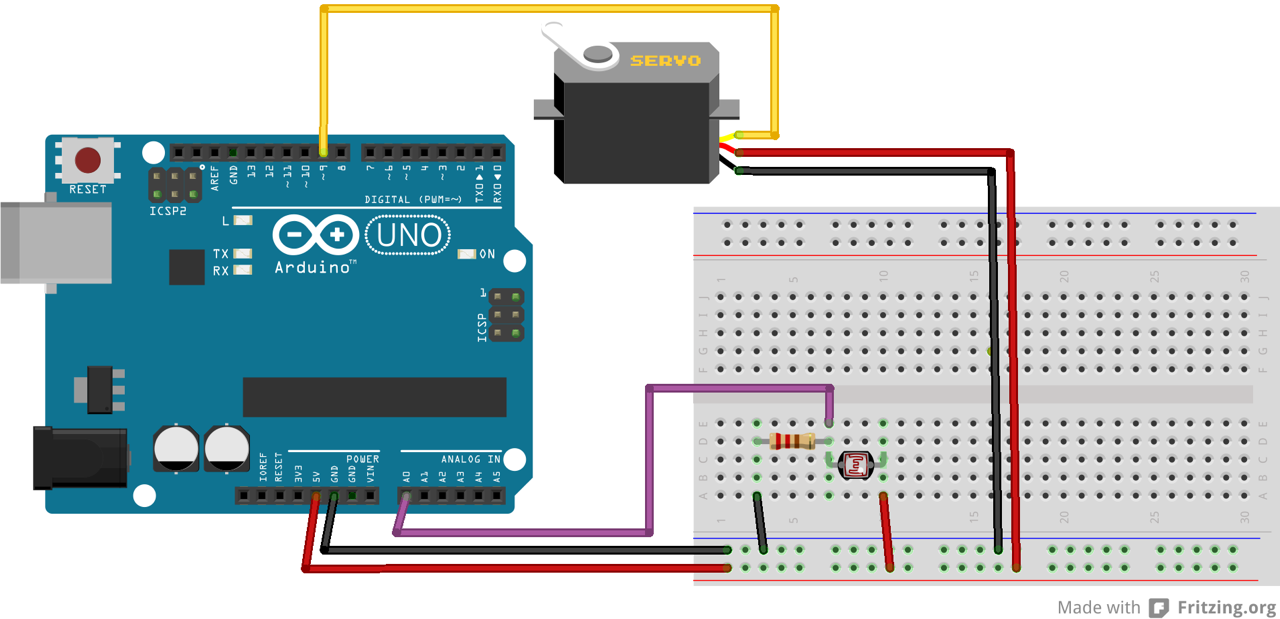 SERVO
RESET
ICSP2
AREF
GND
13
12
~11
~10
~9
8
7
~6
~5
4
~3
2
TX0▶1
RX0◀0
DIGITAL (PWM=~)
L
TX
RX
UNO
Arduino™
ON
1
ICSP
IOREF
RESET
3V3
5V
GND
GND
VIN
POWER
ANALOG IN
A0
A1
A2
A3
A4
A5
1 5 10 15 20 25 30
J J
I I
H H
G G
F F
E E
D D
C C
B B
A A
1 5 15 20 25 30
Made with Fritzing.org